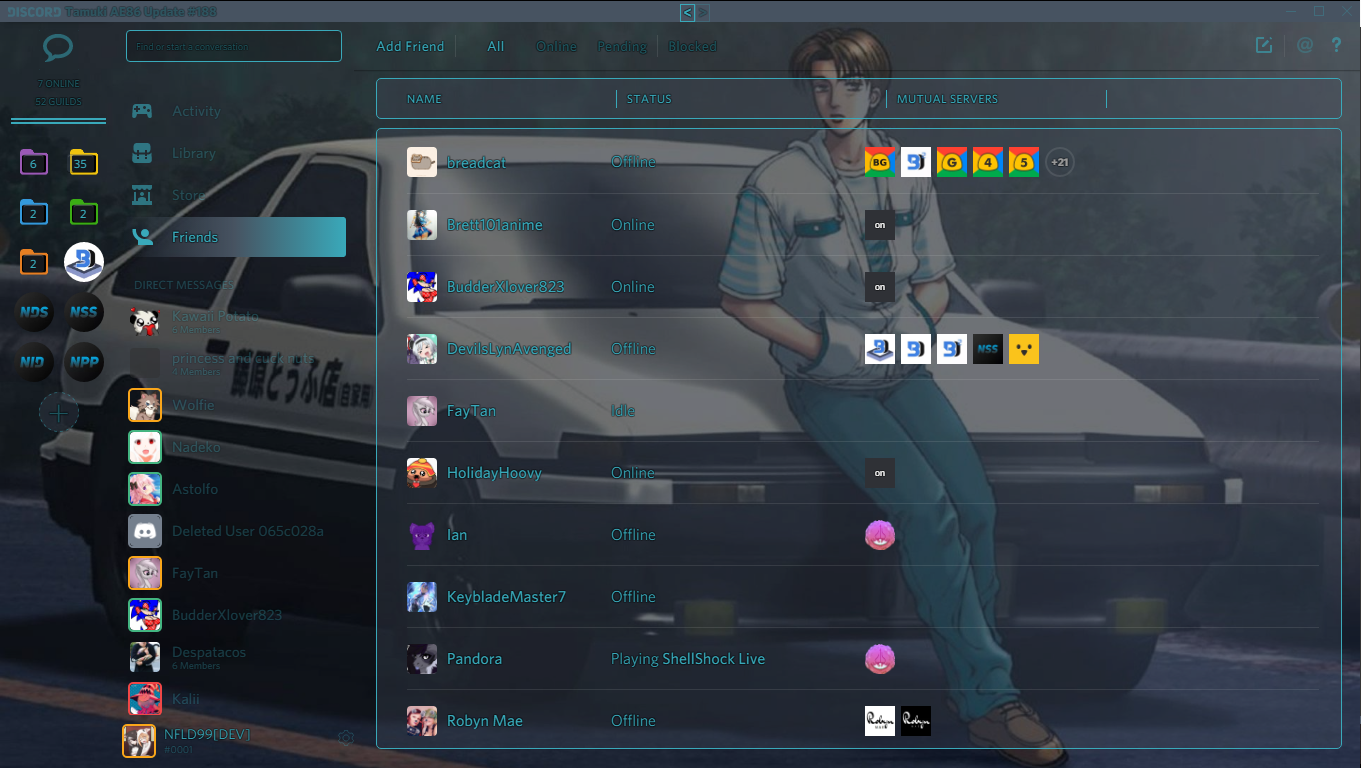 DISCORD Tamuki AE86 Update #188
< >
7 ONLINE
52 GUILDS
6
35
2
2
2
NDS
NSS
NID
NPP
Find or start a conversation
Activity
Library
Store
Friends
DIRECT MESSAGES
Kawaii Potato
6 Members
princess and cuck nuts
4 Members
Wolfie
Nadeko
Astolfo
Deleted User 065c028a
FayTan
BudderXlover823
Despatacos
6 Members
Kalii
NFLD99[DEV]
#0001
Add Friend
All
Online
Pending
Blocked
@
?
NAME
STATUS
MUTUAL SERVERS
breadcat
Offline
BG
G
4
5
+21
Brett101anime
Online
on
BudderXlover823
Online
on
DevilsLynAvenged
Offline
NSS
FayTan
Idle
HolidayHoovy
Online
on
Ian
Offline
KeybladeMaster7
Offline
Pandora
Playing ShellShock Live
Robyn Mae
Offline
Robyn
Robyn
とうふ店